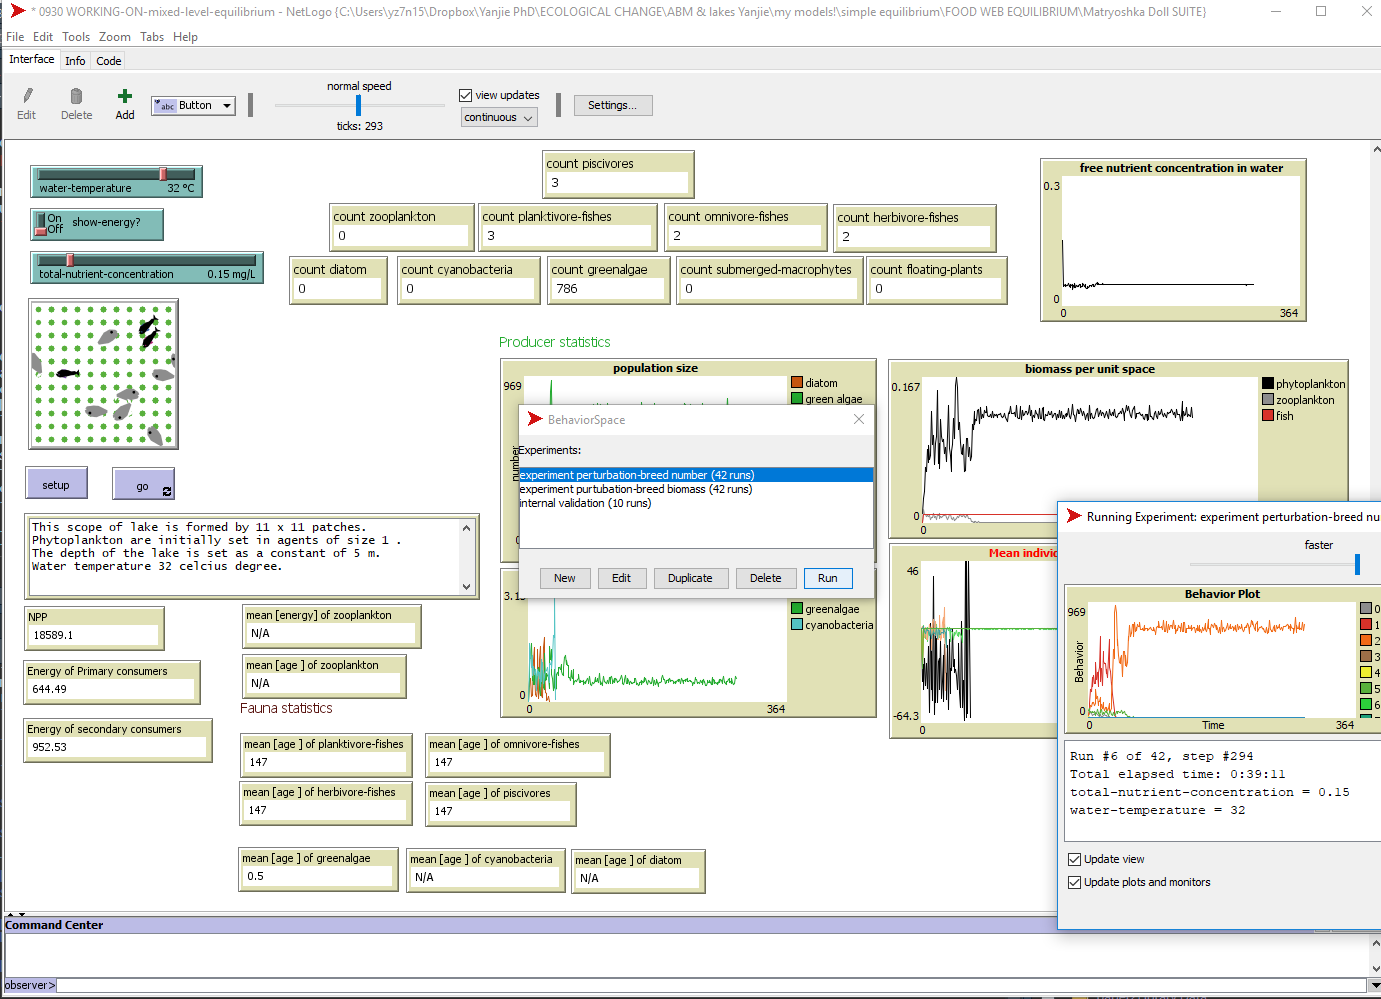 * 0930 WORKING-ON-mixed-level-equilibrium - NetLogo {C:\Users\yz7n15\Dropbox\Yanjie PhD\ECOLOGICAL CHANGE\ABM & lakes Yanjie\my models!\simple equilibrium\FOOD WEB EQUILIBRIUM\Matryoshka Doll SUITE}
File Edit Tools Zoom Tabs Help
Interface Info Code
normal speed
view updates
Edit Delete Add abc Button
continuous
Settings...
ticks: 293
water-temperature 32 °C
On
Off
show-energy?
total-nutrient-concentration 0.15 mg/L
count piscivores
3
count zooplankton
0
count planktivore-fishes
3
count omnivore-fishes
2
count herbivore-fishes
2
count diatom
0
count cyanobacteria
0
count greenalgae
786
count submerged-macrophytes
0
count floating-plants
0
free nutrient concentration in water
0.3
0
0 364
setup
go
This scope of lake is formed by 11 x 11 patches.
Phytoplankton are initially set in agents of size 1 .
The depth of the lake is set as a constant of 5 m.
Water temperature 32 celcius degree.
NPP
18589.1
Energy of Primary consumers
644.49
Energy of secondary consumers
952.53
mean [energy] of zooplankton
N/A
mean [age ] of zooplankton
N/A
Fauna statistics
mean [age ] of planktivore-fishes
147
mean [age ] of omnivore-fishes
147
mean [age ] of herbivore-fishes
147
mean [age ] of piscivores
147
mean [age ] of greenalgae
0.5
mean [age ] of cyanobacteria
N/A
mean [age ] of diatom
N/A
Producer statistics
population size
969
number
diatom
green algae
BehaviorSpace
Experiments:
experiment perturbation-breed number (42 runs)
experiment purtubation-breed biomass (42 runs)
internal validation (10 runs)
New Edit Duplicate Delete Run
greenalgae
cyanobacteria
0
0 364
biomass per unit space
0.167
0
0
phytoplankton
zooplankton
fish
46
-64.3
0
Running Experiment: experiment perturbation-breed
faster
Behavior Plot
969
Behavior
0
0 Time 364
0
1
2
3
4
5
6
Run #6 of 42, step #294
Total elapsed time: 0:39:11
total-nutrient-concentration = 0.15
water-temperature = 32
Update view
Update plots and monitors
Command Center
observer>